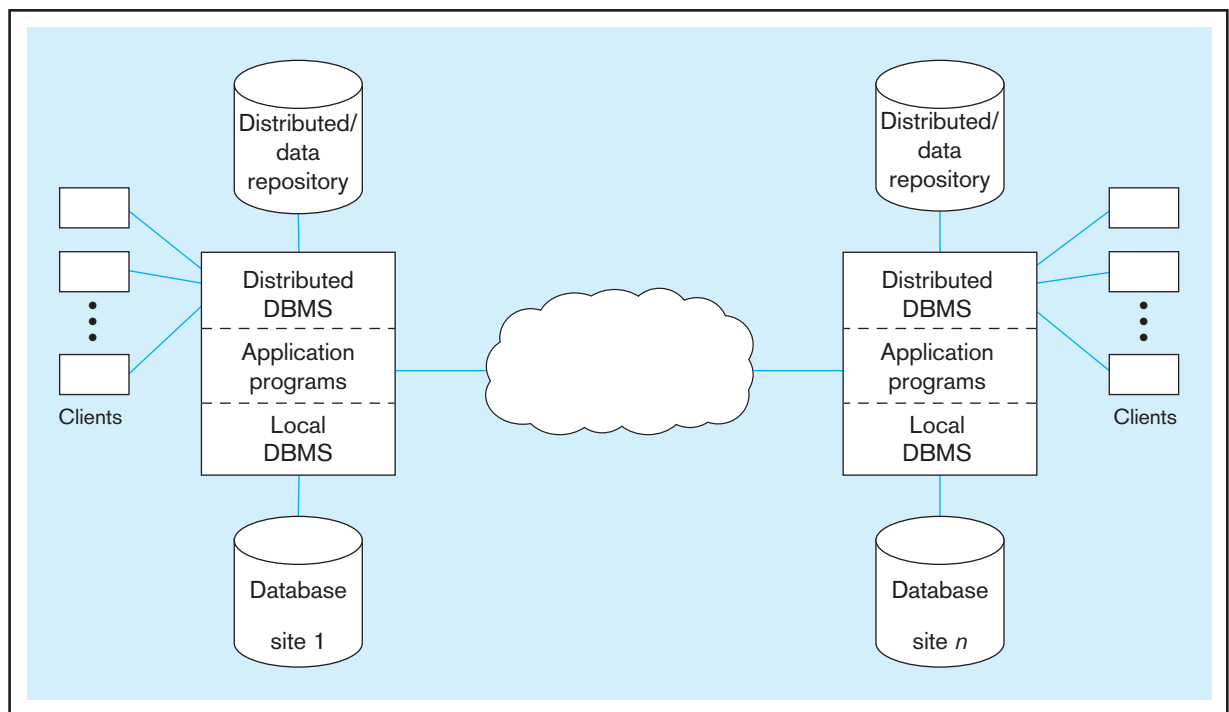 Distributed/
data
repository
Distributed
DBMS
Application
programs
Local
DBMS
Clients
Database
site 1
Distributed/
data
repository
Distributed
DBMS
Application
programs
Local
DBMS
Clients
Database
site n